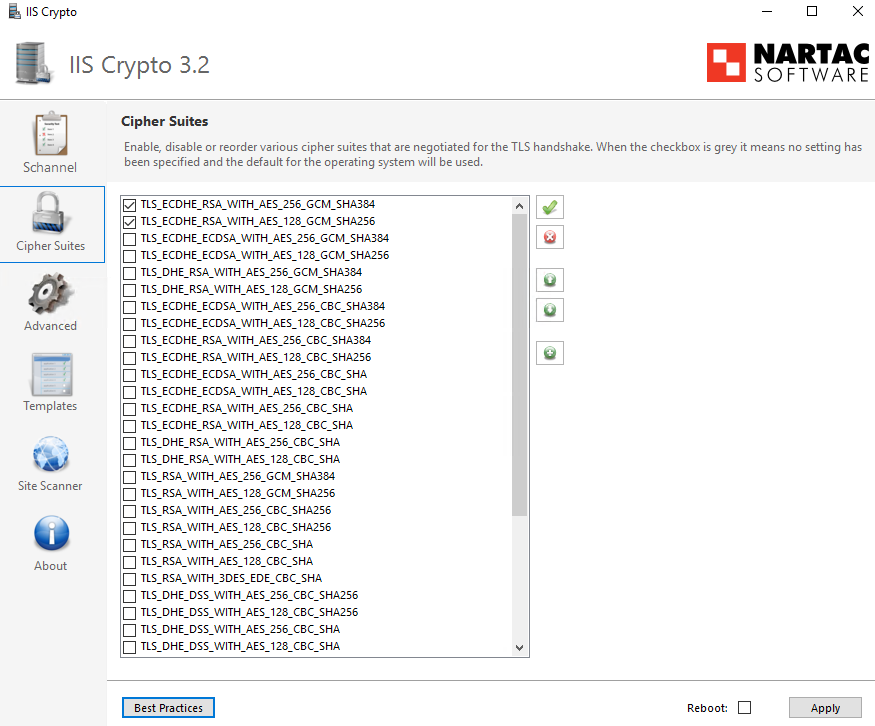 IIS Crypto
IIS Crypto 3.2
NARTAC
SOFTWARE
Schannel
Cipher Suites
Advanced
Templates
Site Scanner
About
Cipher Suites
Enable, disable or reorder various cipher suites that are negotiated for the TLS handshake. When the checkbox is grey it means no setting has
been specified and the default for the operating system will be used.
TLS_ECDHE_RSA_WITH_AES_256_GCM_SHA384
TLS_ECDHE_RSA_WITH_AES_128_GCM_SHA256
TLS_ECDHE_ECDSA_WITH_AES_256_GCM_SHA384
TLS_ECDHE_ECDSA_WITH_AES_128_GCM_SHA256
TLS_DHE_RSA_WITH_AES_256_GCM_SHA384
TLS_DHE_RSA_WITH_AES_128_GCM_SHA256
TLS_ECDHE_ECDSA_WITH_AES_256_CBC_SHA384
TLS_ECDHE_ECDSA_WITH_AES_128_CBC_SHA256
TLS_ECDHE_RSA_WITH_AES_256_CBC_SHA384
TLS_ECDHE_RSA_WITH_AES_128_CBC_SHA256
TLS_ECDHE_ECDSA_WITH_AES_256_CBC_SHA
TLS_ECDHE_ECDSA_WITH_AES_128_CBC_SHA
TLS_ECDHE_RSA_WITH_AES_256_CBC_SHA
TLS_ECDHE_RSA_WITH_AES_128_CBC_SHA
TLS_DHE_RSA_WITH_AES_256_CBC_SHA
TLS_DHE_RSA_WITH_AES_128_CBC_SHA
TLS_RSA_WITH_AES_256_GCM_SHA384
TLS_RSA_WITH_AES_128_GCM_SHA256
TLS_RSA_WITH_AES_256_CBC_SHA256
TLS_RSA_WITH_AES_128_CBC_SHA256
TLS_RSA_WITH_AES_256_CBC_SHA
TLS_RSA_WITH_AES_128_CBC_SHA
TLS_RSA_WITH_3DES_EDE_CBC_SHA
TLS_DHE_DSS_WITH_AES_256_CBC_SHA256
TLS_DHE_DSS_WITH_AES_128_CBC_SHA256
TLS_DHE_DSS_WITH_AES_256_CBC_SHA
TLS_DHE_DSS_WITH_AES_128_CBC_SHA
Best Practices
Reboot:
Apply